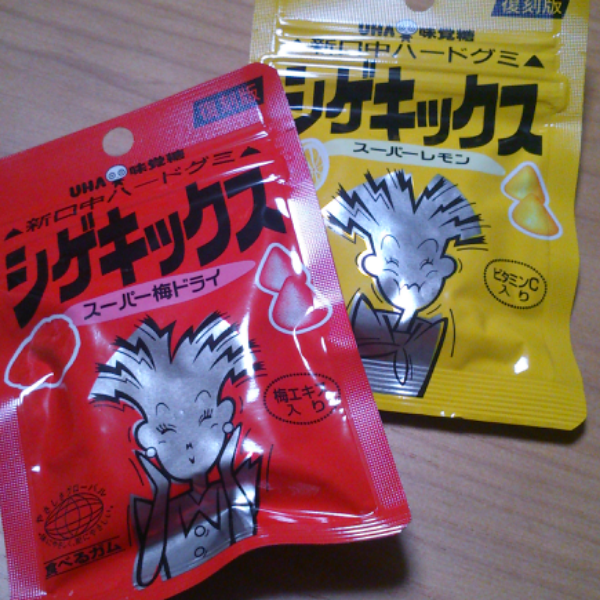 復刻版
UHA味覚糖
▲新口中ハードグミ▲
シゲキックス
スーパー梅ドライ
梅エキス
入り
食べるガム
復刻版
UHA味覚糖
▲新口中ハードグミ▲
シゲキックス
スーパーレモン
ビタミンC
入り